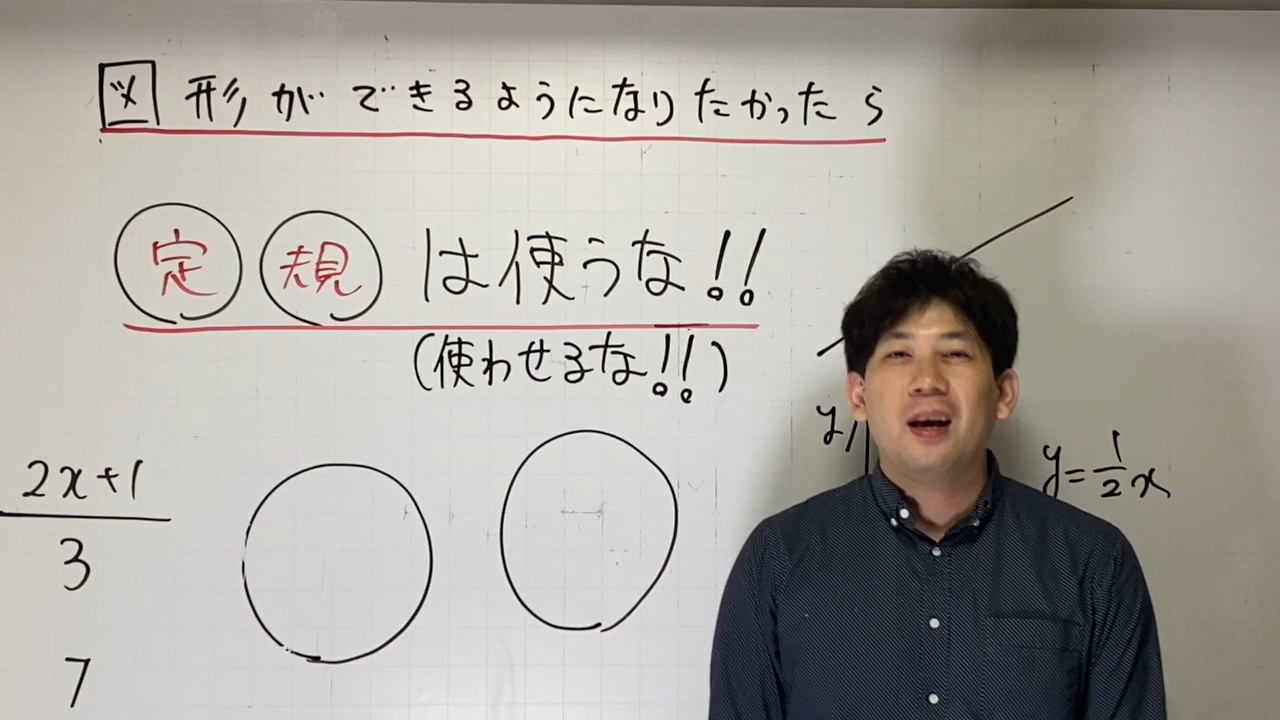 図形ができるようになりたかったら
定規は使うな!!
(使わせるな!!)
2x+1
3
7
y
y=1/2x